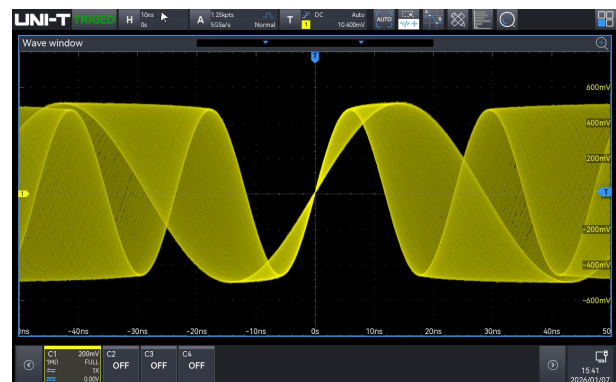 UNI-T TRIGED H 10ns 0s A 1.25kpts 5GSa/s Normal T 1 DC Auto 10.400mV AUTO
Wave window
T
600mV
400mV
200mV
1 T
-200mV
-400mV
-600mV
0ns -40ns -30ns -20ns -10ns 0s 10ns 20ns 30ns 40ns 50
C1 200mV C2 C3 C4
1MΩ FULL OFF OFF OFF
1X
0.00V
15:41
2026/01/07